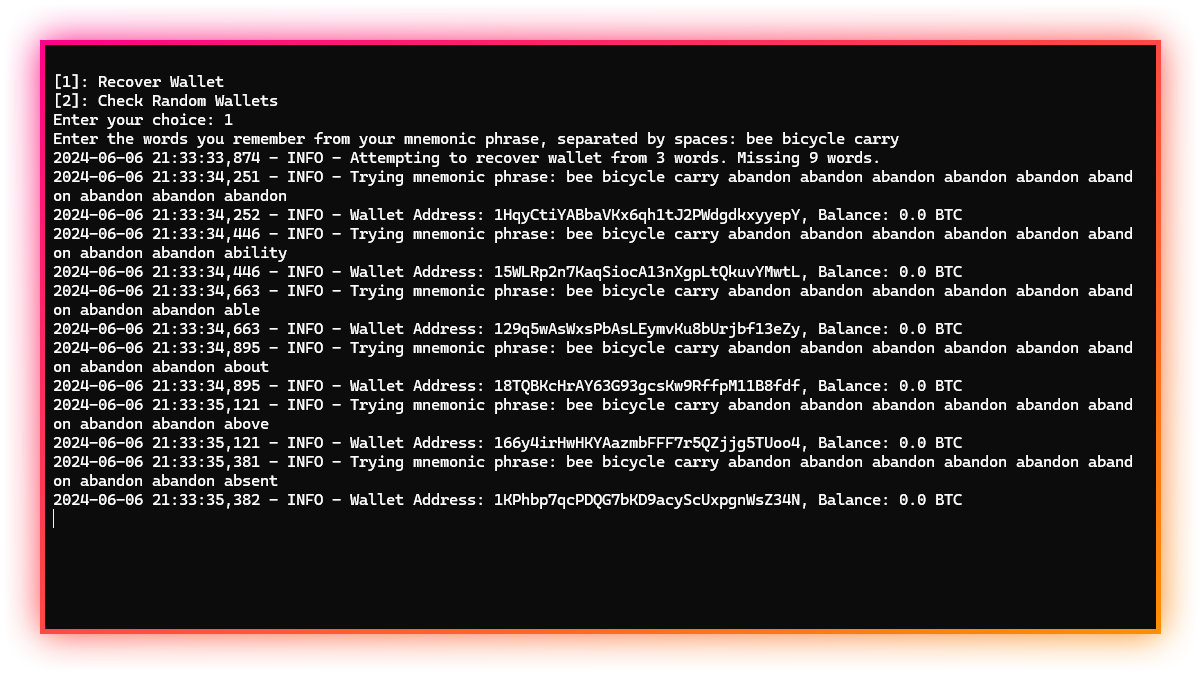 [1]: Recover Wallet
[2]: Check Random Wallets
Enter your choice: 1
Enter the words you remember from your mnemonic phrase, separated by spaces: bee bicycle carry
2024-06-06 21:33:33,874 - INFO - Attempting to recover wallet from 3 words. Missing 9 words.
2024-06-06 21:33:34,251 - INFO - Trying mnemonic phrase: bee bicycle carry abandon abandon abandon abandon abandon aband
on abandon abandon abandon
2024-06-06 21:33:34,252 - INFO - Wallet Address: 1HqyCtiYABbaVKx6qh1tJ2PWdgdkxyyepY, Balance: 0.0 BTC
2024-06-06 21:33:34,446 - INFO - Trying mnemonic phrase: bee bicycle carry abandon abandon abandon abandon abandon aband
on abandon abandon ability
2024-06-06 21:33:34,446 - INFO - Wallet Address: 15WLRp2n7KaqSiocA13nXgpLtQkuvYMwtL, Balance: 0.0 BTC
2024-06-06 21:33:34,663 - INFO - Trying mnemonic phrase: bee bicycle carry abandon abandon abandon abandon abandon aband
on abandon abandon able
2024-06-06 21:33:34,663 - INFO - Wallet Address: 129q5wAsWxsPbAsLEymvKu8bUrjbf13eZy, Balance: 0.0 BTC
2024-06-06 21:33:34,895 - INFO - Trying mnemonic phrase: bee bicycle carry abandon abandon abandon abandon abandon aband
on abandon abandon about
2024-06-06 21:33:34,895 - INFO - Wallet Address: 18TQBKcHrAY63G93gcsKw9RffpM11B8fdf, Balance: 0.0 BTC
2024-06-06 21:33:35,121 - INFO - Trying mnemonic phrase: bee bicycle carry abandon abandon abandon abandon abandon aband
on abandon abandon above
2024-06-06 21:33:35,121 - INFO - Wallet Address: 166y4irHwHKYAazmbFFF7r5QZjjg5TUoo4, Balance: 0.0 BTC
2024-06-06 21:33:35,381 - INFO - Trying mnemonic phrase: bee bicycle carry abandon abandon abandon abandon abandon aband
on abandon abandon absent
2024-06-06 21:33:35,382 - INFO - Wallet Address: 1KPhbp7qcPDQG7bKD9acyScUxpgnWsZ34N, Balance: 0.0 BTC